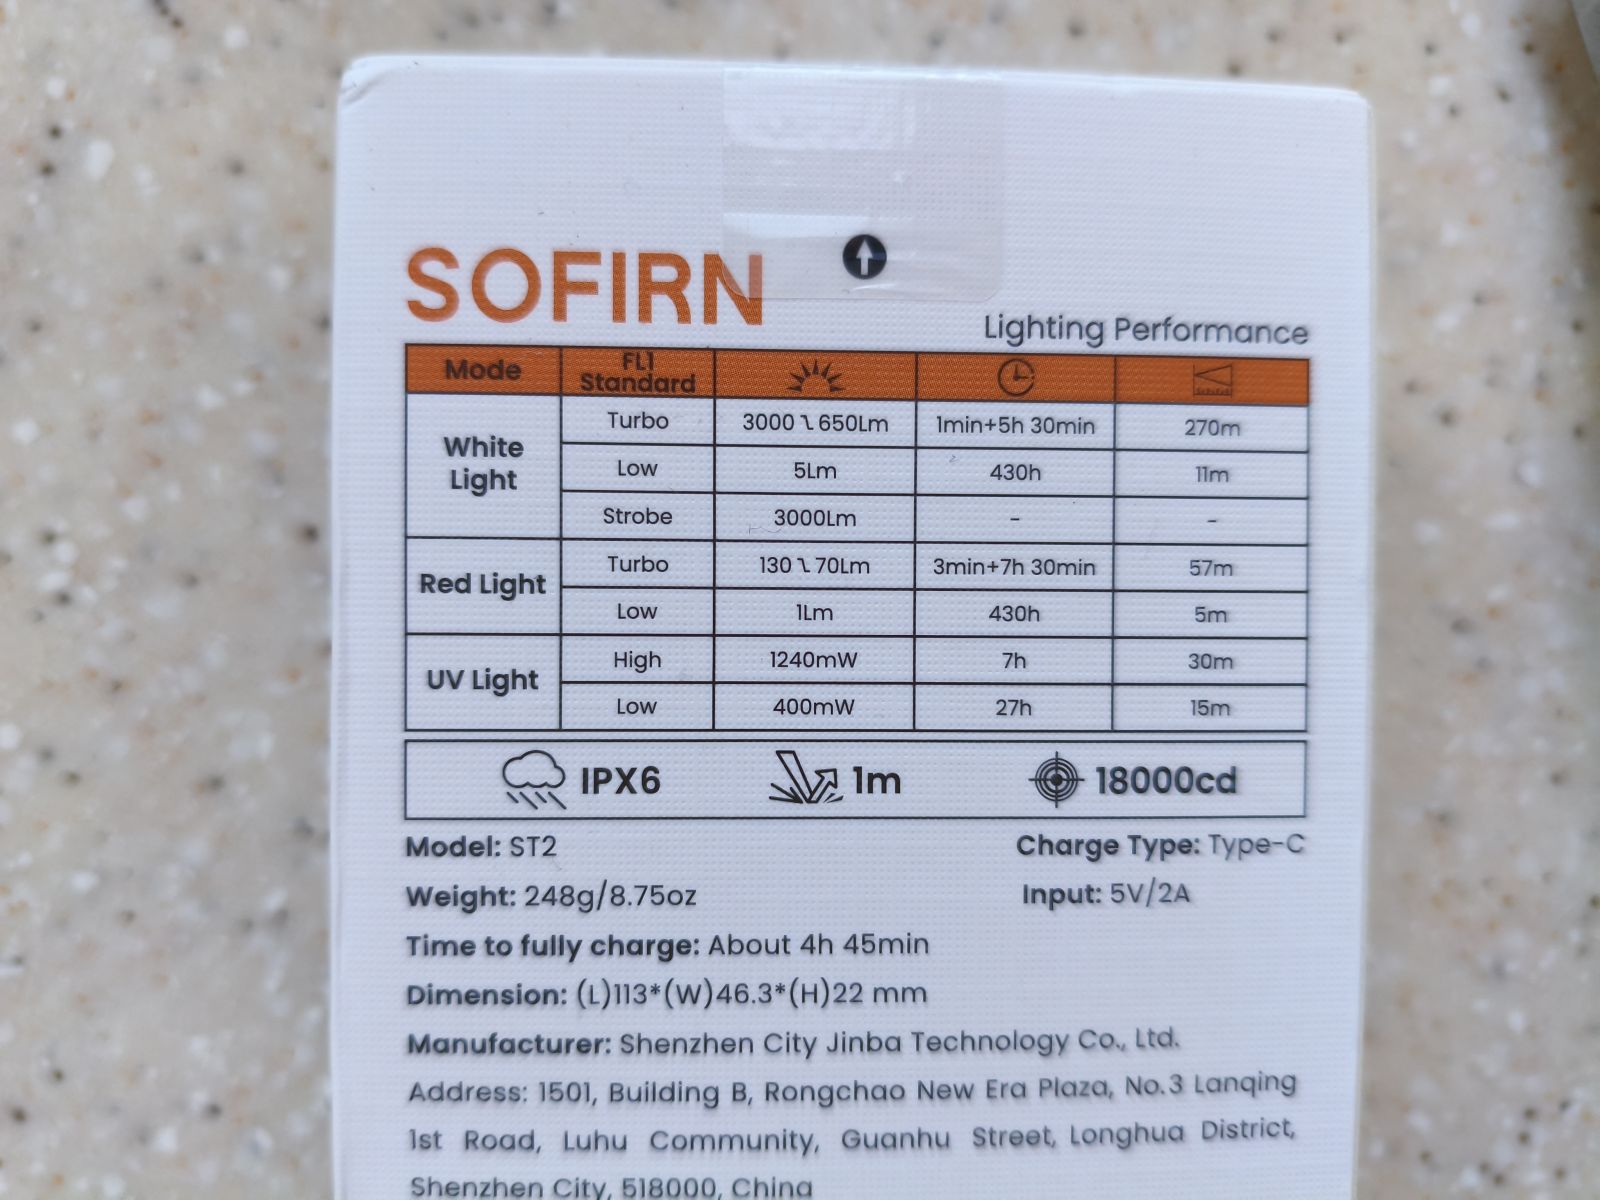 SOFIRN
Lighting Performance
Mode FL1 Standard
White Light
Turbo 3000 ﹂650Lm 1min+5h 30min 270m
Low 5Lm 430h 11m
Strobe 3000Lm - -
Red Light
Turbo 130 ﹂70Lm 3min+7h 30min 57m
Low 1Lm 430h 5m
UV Light
High 1240mW 7h 30m
Low 400mW 27h 15m
IPX6 1m 18000cd
Model: ST2 Charge Type: Type-C
Weight: 248g/8.75oz Input: 5V/2A
Time to fully charge: About 4h 45min
Dimension: (L)113*(W)46.3*(H)22 mm
Manufacturer: Shenzhen City Jinba Technology Co., Ltd.
Address: 1501, Building B, Rongchao New Era Plaza, No.3 Lanqing
1st Road, Luhu Community, Guanhu Street, Longhua District,
Shenzhen City, 518000, China